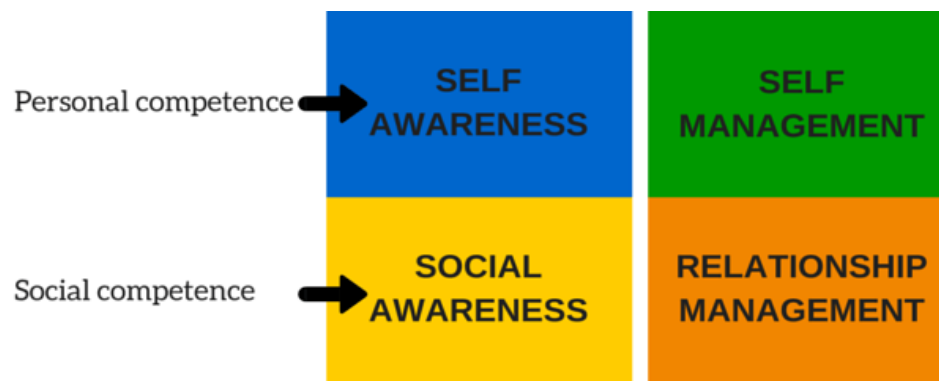 Personal competence
SELF
AWARENESS
SELF
MANAGEMENT
Social competence
SOCIAL
AWARENESS
RELATIONSHIP
MANAGEMENT